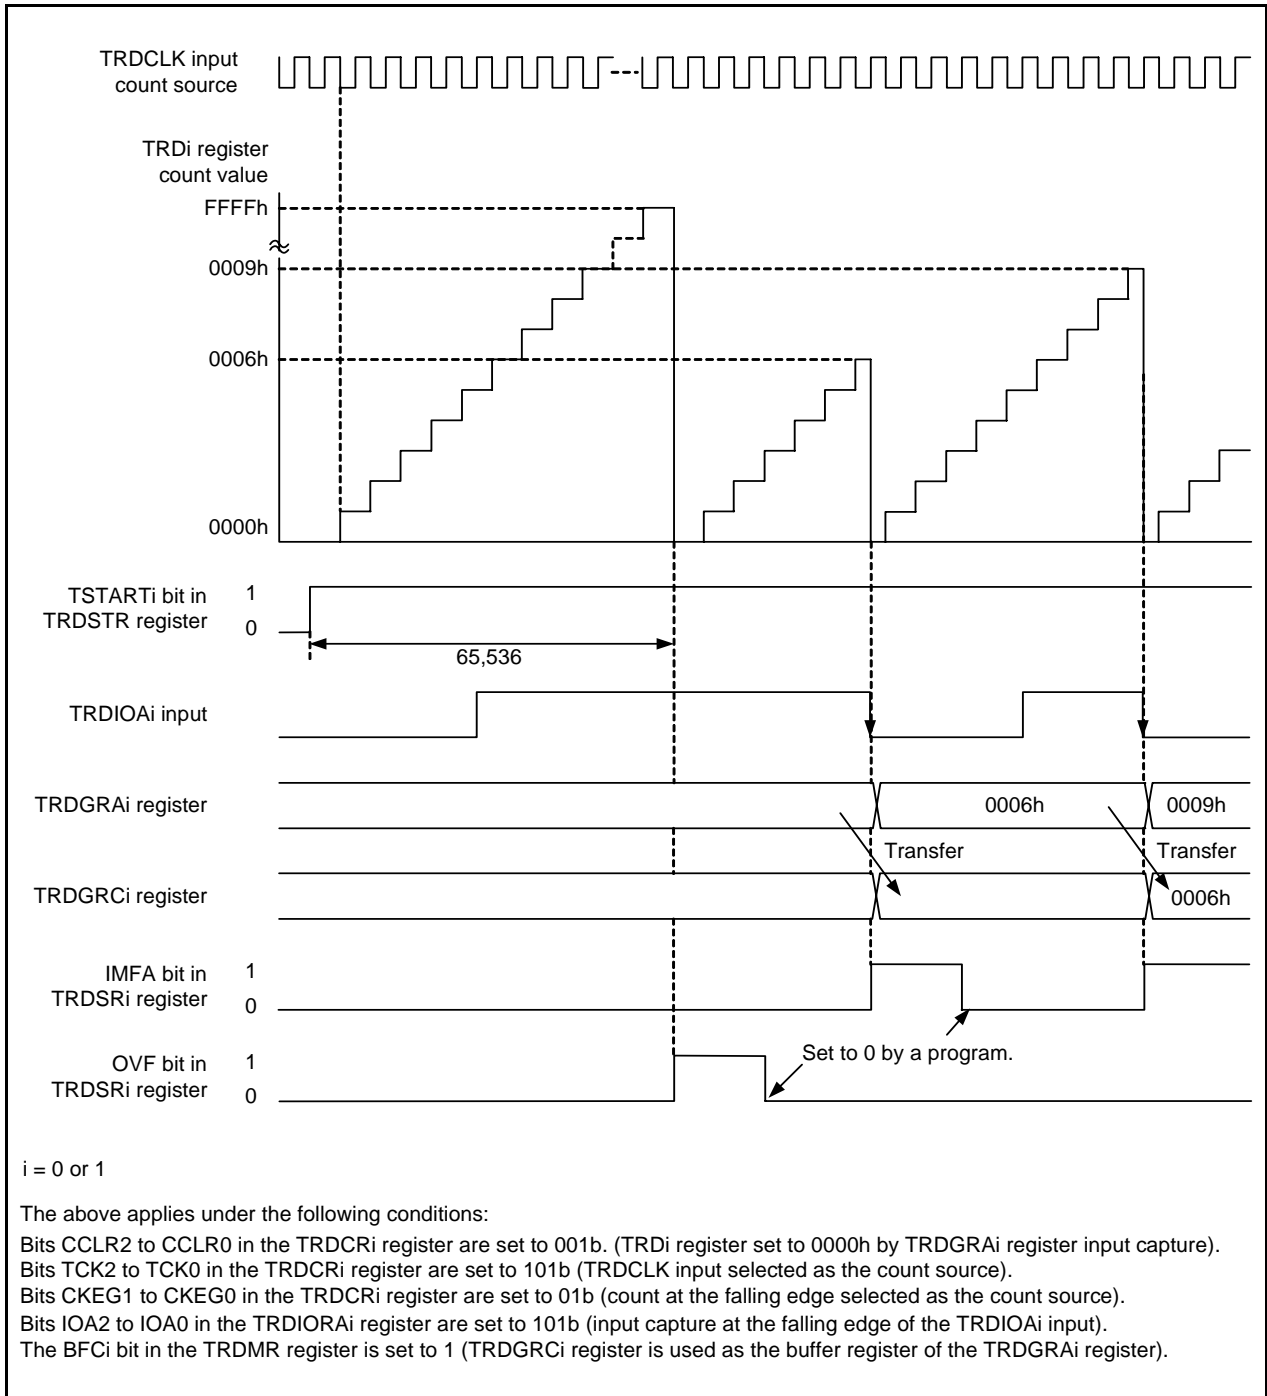 TRDCLK input
count source
TRDi register
count value
FFFFh
0009h
0006h
0000h
TSTARTi bit in
TRDSTR register
1
0
65,536
TRDIOAi input
TRDGRAi register
0006h
0009h
Transfer
Transfer
TRDGRCi register
0006h
IMFA bit in
TRDSRi register
1
0
Set to 0 by a program.
OVF bit in
TRDSRi register
1
0
i = 0 or 1
The above applies under the following conditions:
Bits CCLR2 to CCLR0 in the TRDCRi register are set to 001b. (TRDi register set to 0000h by TRDGRAi register input capture).
Bits TCK2 to TCK0 in the TRDCRi register are set to 101b (TRDCLK input selected as the count source).
Bits CKEG1 to CKEG0 in the TRDCRi register are set to 01b (count at the falling edge selected as the count source).
Bits IOA2 to IOA0 in the TRDIORAi register are set to 101b (input capture at the falling edge of the TRDIOAi input).
The BFCi bit in the TRDMR register is set to 1 (TRDGRCi register is used as the buffer register of the TRDGRAi register).